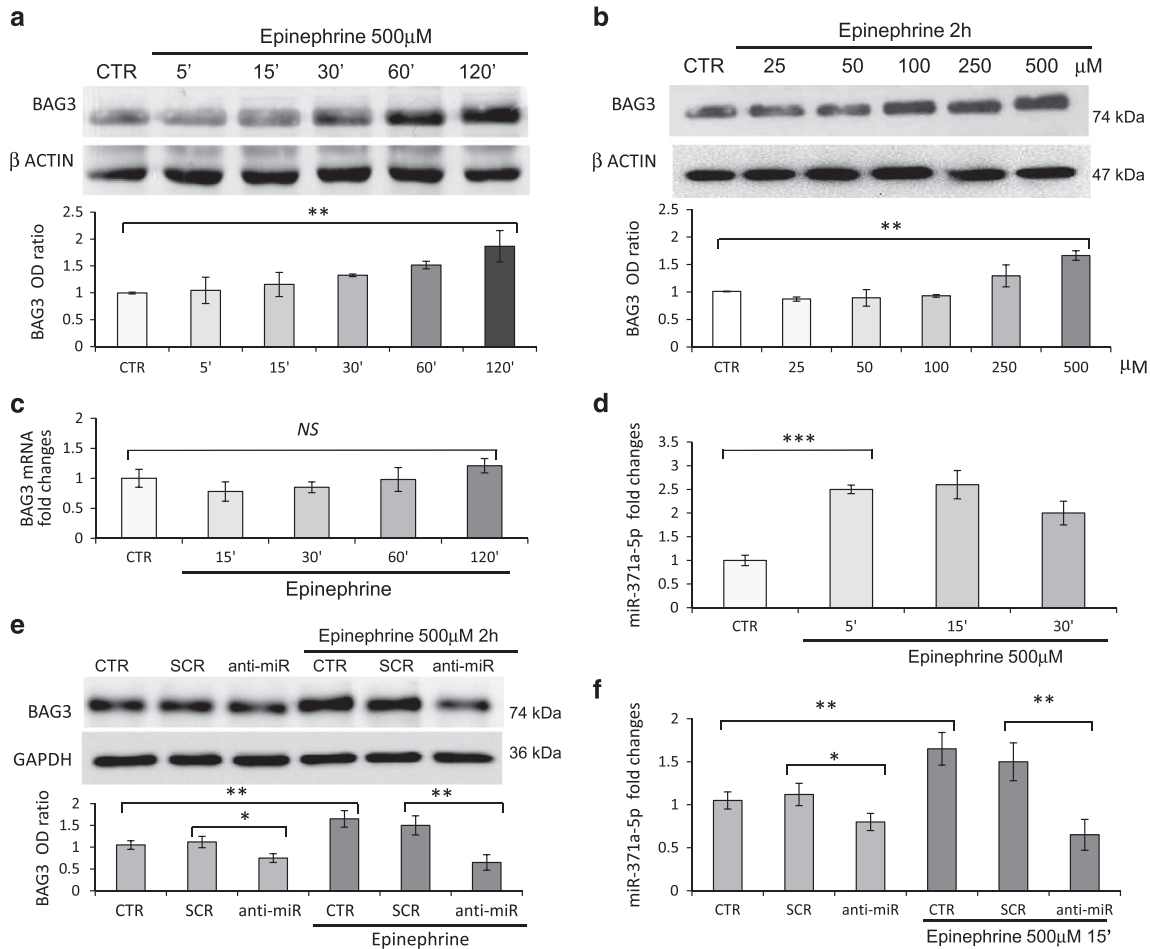 a
Epinephrine 500μM
CTR 5' 15' 30' 60' 120'
BAG3
β ACTIN
**
BAG3 OD ratio
2.5
2
1.5
1
0.5
0
CTR 5' 15' 30' 60' 120'
b
Epinephrine 2h
CTR 25 50 100 250 500 μM
BAG3
74 kDa
β ACTIN
47 kDa
**
BAG3 OD ratio
2.5
2
1.5
1
0.5
0
CTR 25 50 100 250 500 μM
c
NS
BAG3 mRNA
fold changes
2
1.5
1
0.5
0
CTR 15' 30' 60' 120'
Epinephrine
d
***
miR-371a-5p fold changes
3.5
3
2.5
2
1.5
1
0.5
0
CTR 5' 15' 30'
Epinephrine 500μM
e
Epinephrine 500μM 2h
CTR SCR anti-miR CTR SCR anti-miR
BAG3
74 kDa
GAPDH
36 kDa
** **
*
BAG3 OD ratio
2
1.5
1
0.5
0
CTR SCR anti-miR CTR SCR anti-miR
Epinephrine
f
** **
*
miR-371a-5p fold changes
2
1.5
1
0.5
0
CTR SCR anti-miR CTR SCR anti-miR
Epinephrine 500μM 15'